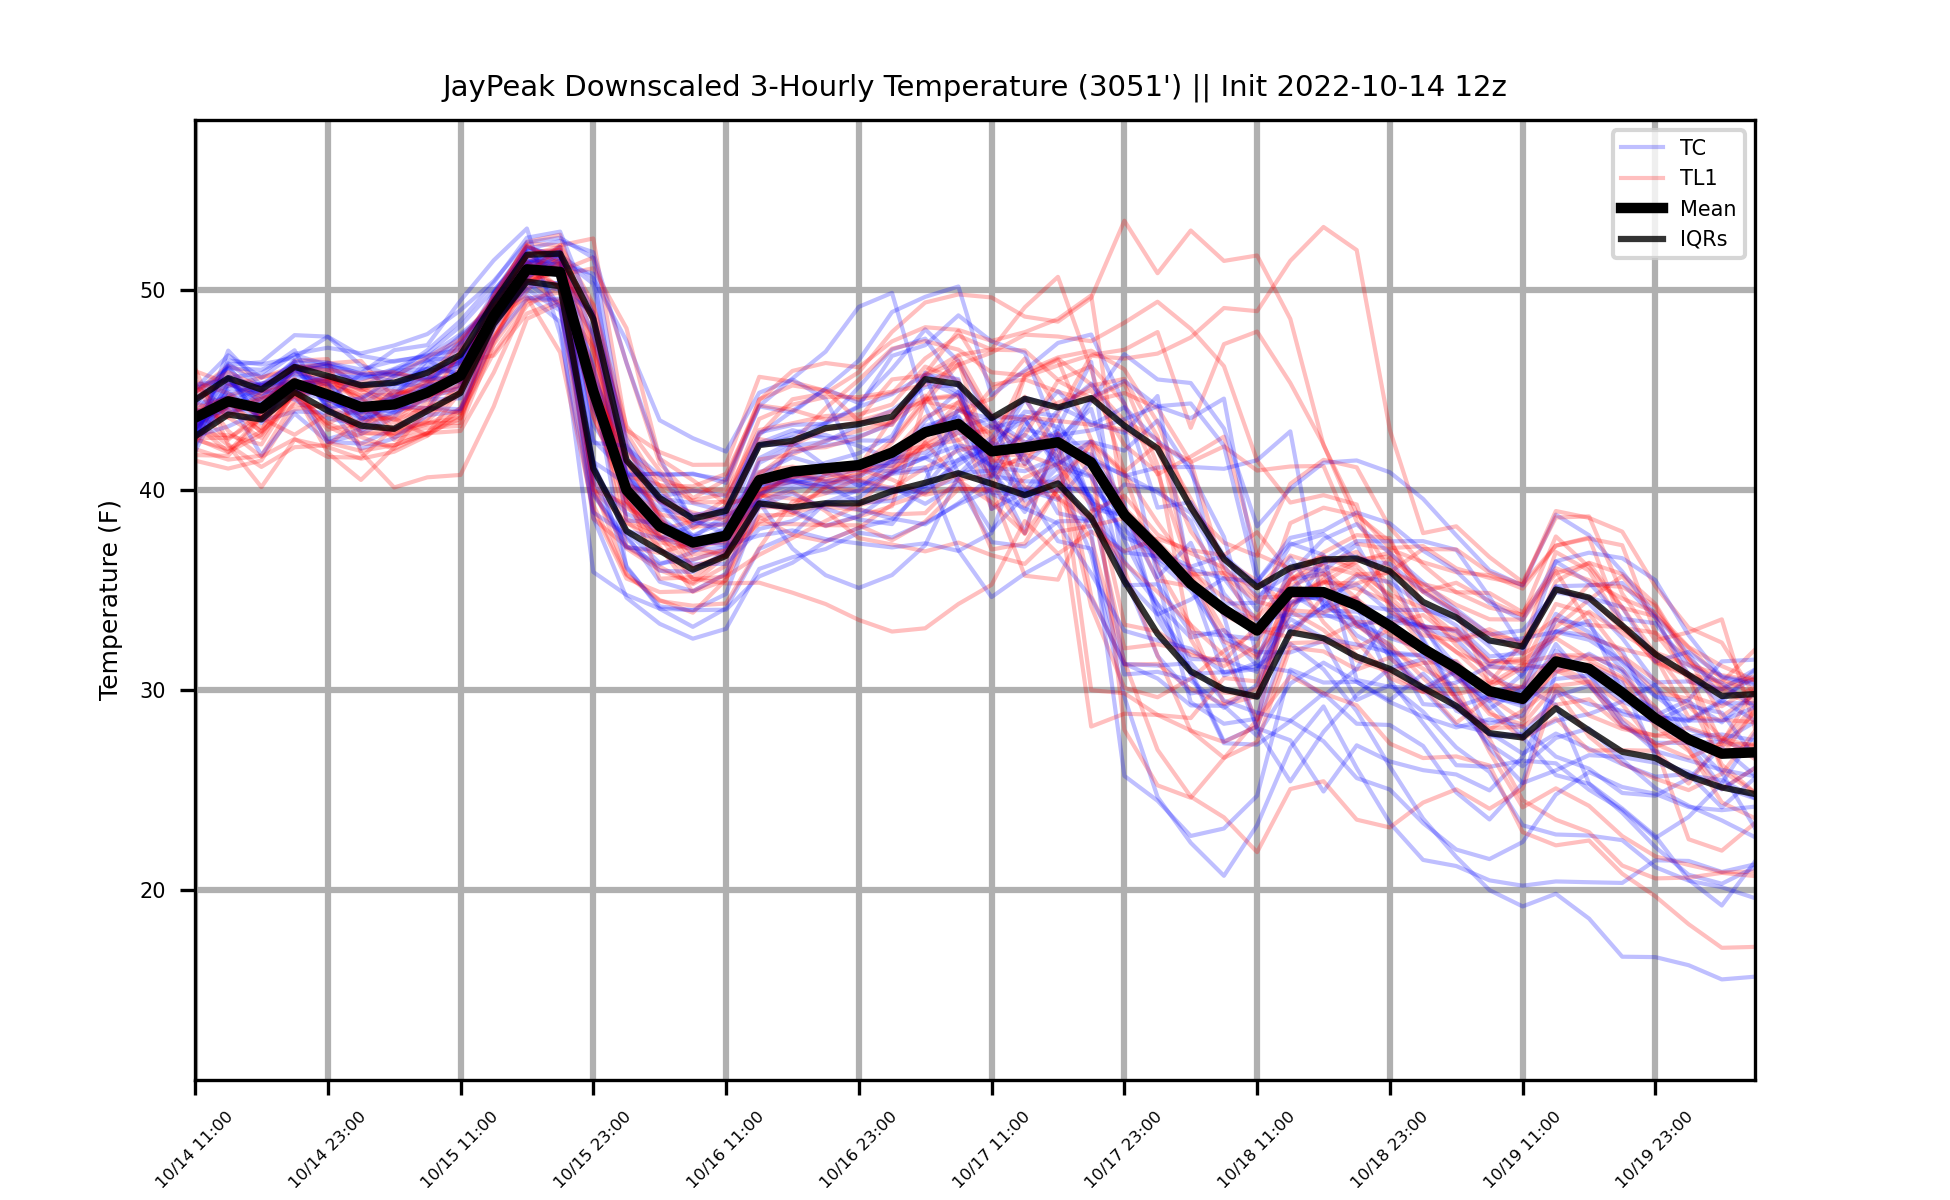 JayPeak Downscaled 3-Hourly Temperature (3051') || Init 2022-10-14 12z
TC
TL1
Mean
IQRs
Temperature (F)
50
40
30
20
10/14 11:00
10/14 23:00
10/15 11:00
10/15 23:00
10/16 11:00
10/16 23:00
10/17 11:00
10/17 23:00
10/18 11:00
10/18 23:00
10/19 11:00
10/19 23:00